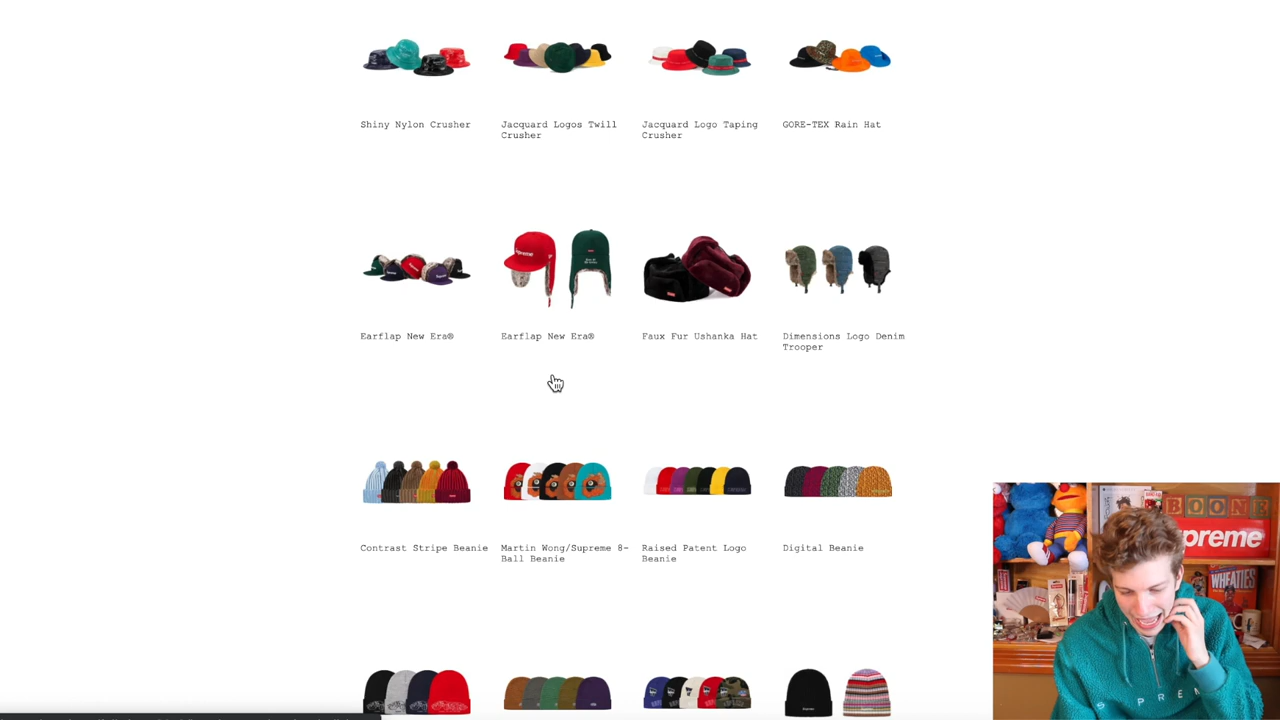 Shiny Nylon Crusher
Jacquard Logos Twill
Crusher
Jacquard Logo Taping
Crusher
GORE-TEX Rain Hat
Supreme
Earflap New Era®
Earflap New Era®
Faux Fur Ushanka Hat
Dimensions Logo Denim
Trooper
Contrast Stripe Beanie
Martin Wong/Supreme 8-
Ball Beanie
Raised Patent Logo
Beanie
Digital Beanie
BOONE
preme
WHEATIES
S PREM